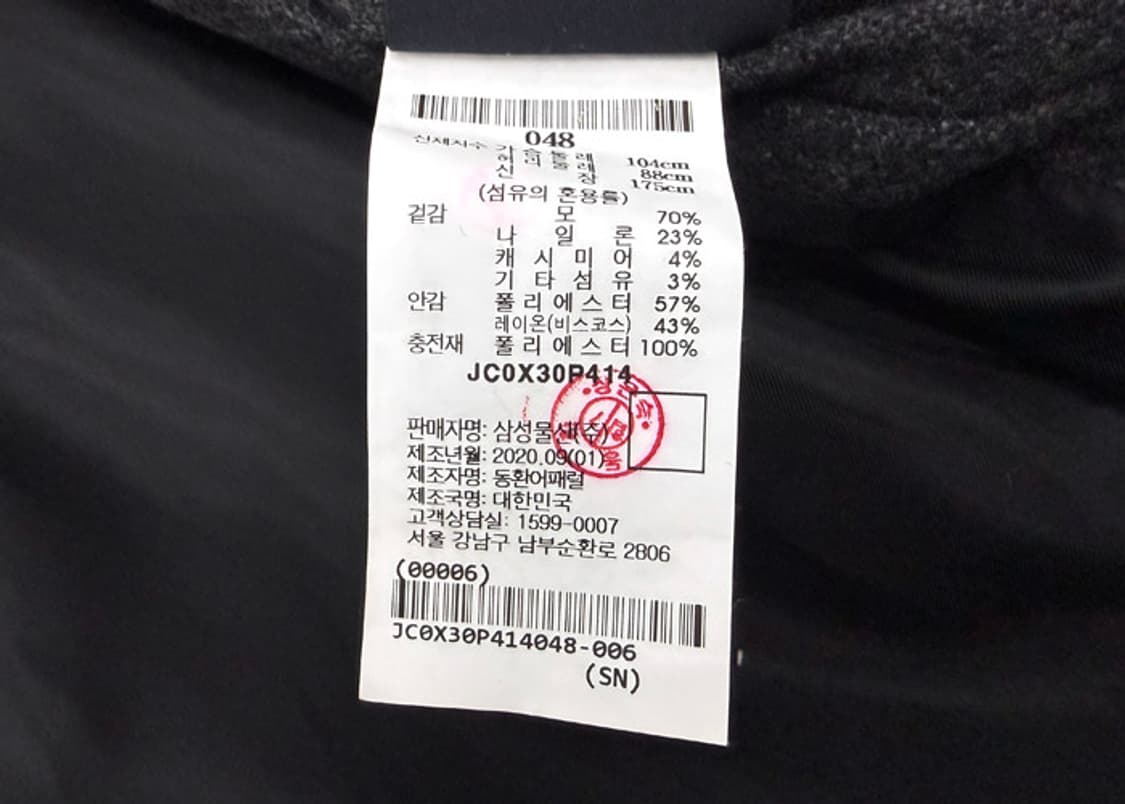 048
신체치수 가슴둘레 104cm
허리둘레 88cm
신장 175cm
(섬유의 혼용률)
겉감 모 70%
나일론 23%
캐시미어 4%
기타섬유 3%
안감 폴리에스터 57%
레이온(비스코스) 43%
충전재 폴리에스터 100%
JC0X30P414
판매자명: 삼성물산(주)
제조년월: 2020.09(01)
제조자명: 동환어패럴
제조국명: 대한민국
고객상담실: 1599-0007
서울 강남구 남부순환로 2806
(00006)
JC0X30P414048-006
(SN)